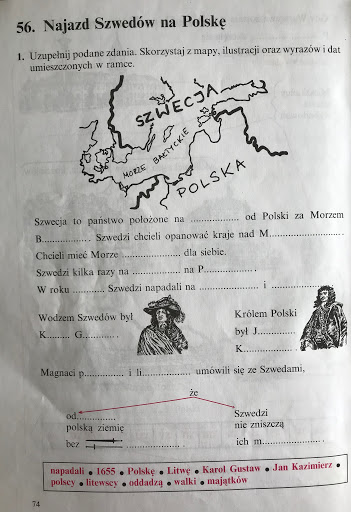 56. Najazd Szwedów na Polskę
1. Uzupełnij podane zdania. Skorzystaj z mapy, ilustracji oraz wyrazów i dat
umieszczonych w ramce.
SZWECJA
MORZE BAŁTYCKIE
POLSKA
Szwecja to państwo położone na .................. od Polski za Morzem
B.................. Szwedzi chcieli opanować kraje nad M...........................
Chcieli mieć Morze ...................... dla siebie.
Szwedzi kilka razy na .................. na P...................
W roku ............ Szwedzi napadali na ...................... i ......................
Wodzem Szwedów był
K......... G.............
Królem Polski
był J.............
K...................
Magnaci p............. i li............... umówili się ze Szwedami,
że
od..............
polską ziemię
bez ......................
Szwedzi
nie zniszczą
ich m...............
napadali • 1655 • Polskę • Litwę • Karol Gustaw • Jan Kazimierz •
polscy • litewscy • oddadzą • walki • majątków
74